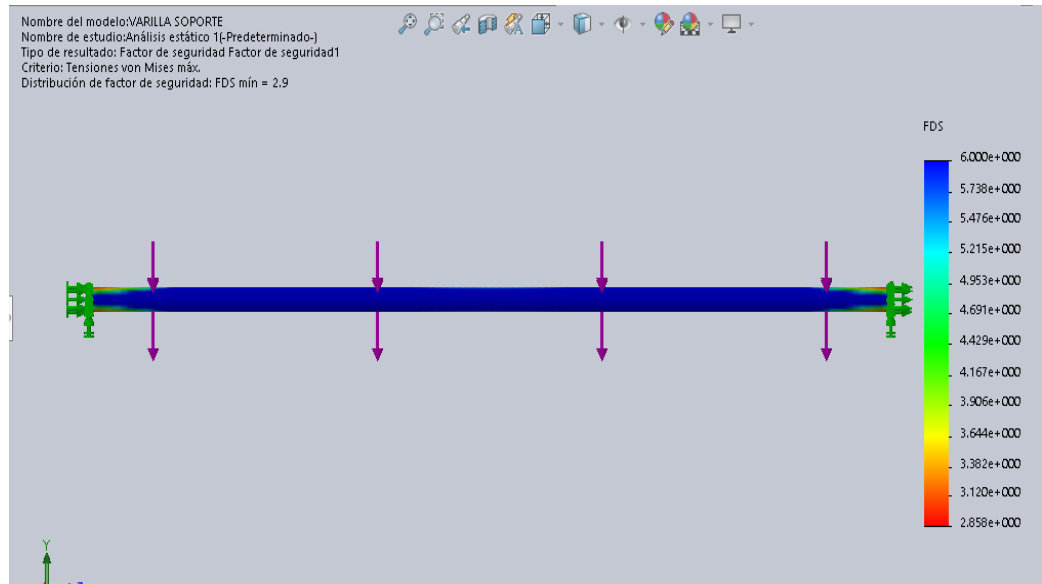 Nombre del modelo:VARILLA SOPORTE
Nombre de estudio:Análisis estático 1(-Predeterminado-)
Tipo de resultado: Factor de seguridad Factor de seguridad1
Criterio: Tensiones von Mises máx.
Distribución de factor de seguridad: FDS mín = 2.9
FDS
6.000e+000
5.738e+000
5.476e+000
5.215e+000
4.953e+000
4.691e+000
4.429e+000
4.167e+000
3.906e+000
3.644e+000
3.382e+000
3.120e+000
2.858e+000
Y